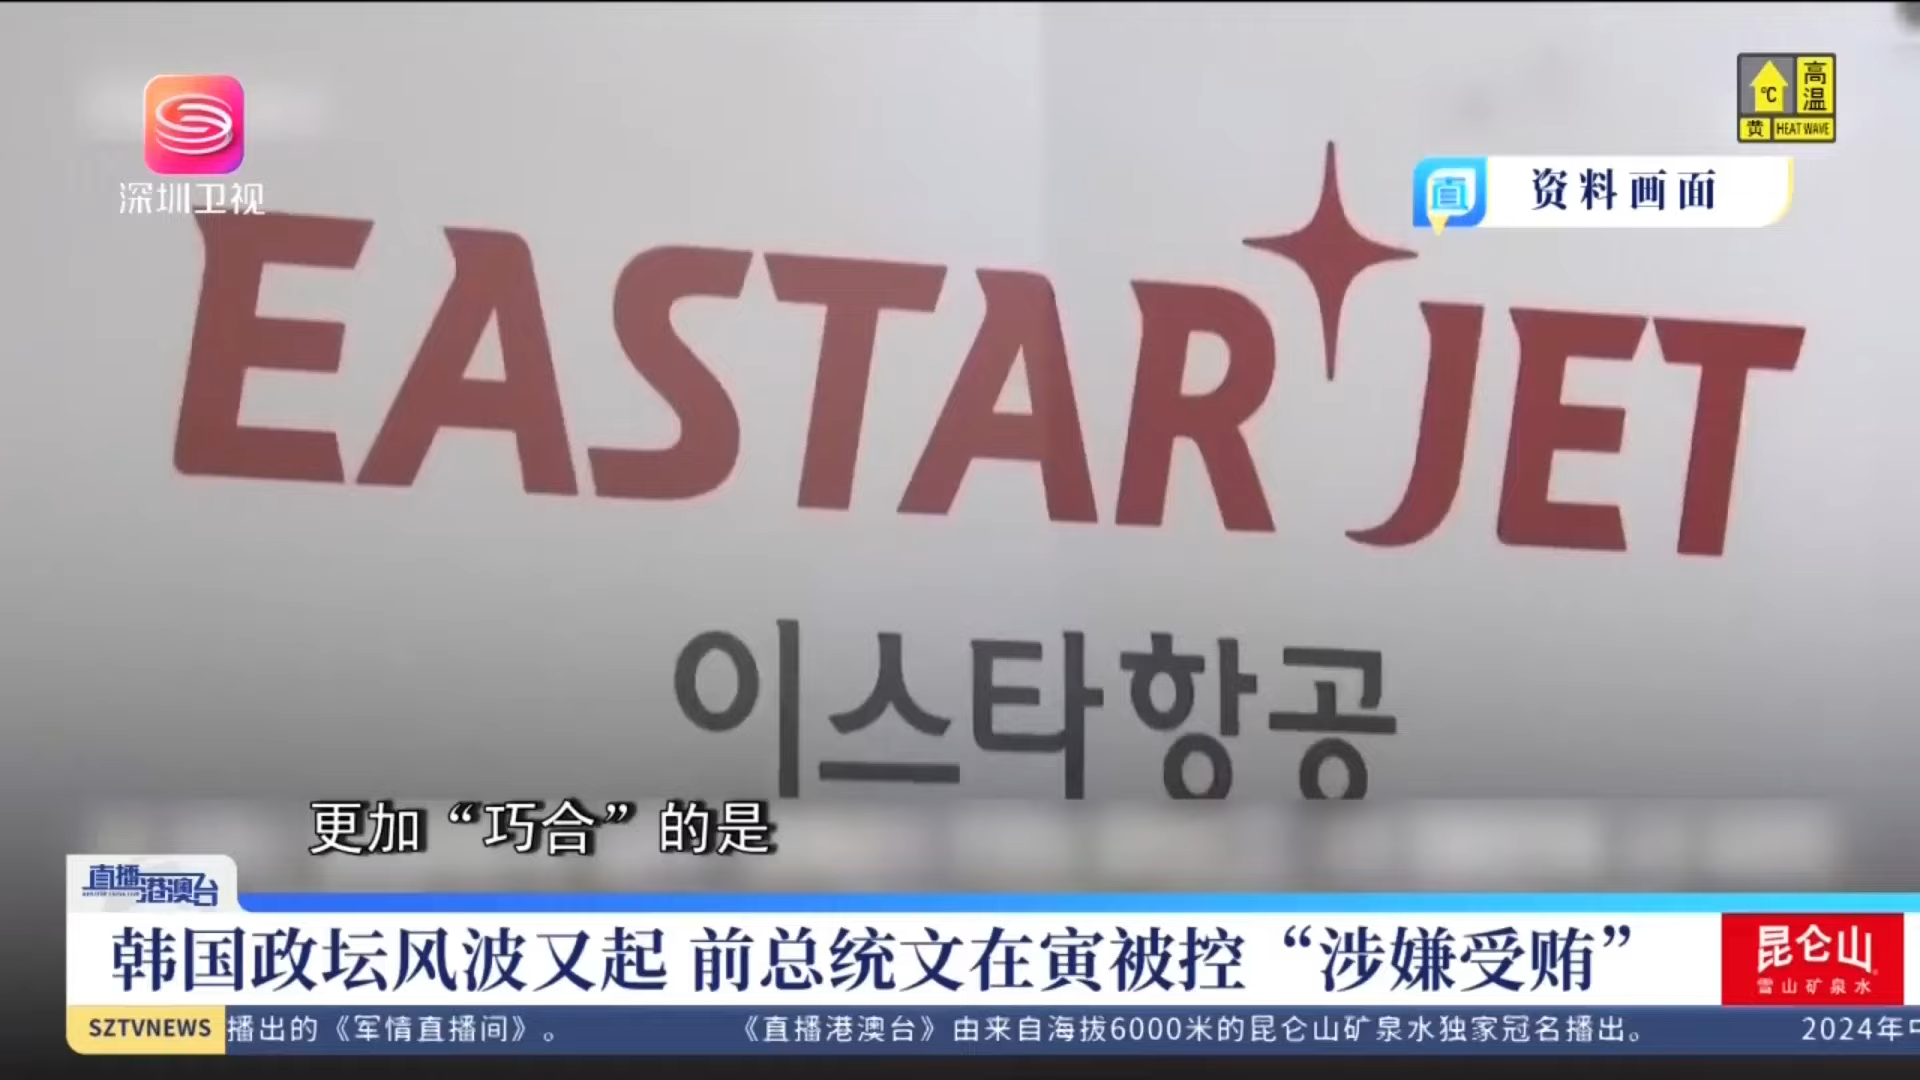 深圳卫视
℃
高温
黄
HEAT WAVE
直
资料画面
EASTAR JET
이스타항공
更加“巧合”的是
直播港澳台
韩国政坛风波又起 前总统文在寅被控“涉嫌受贿”
昆仑山
雪山矿泉水
SZTVNEWS
播出的《军情直播间》。 《直播港澳台》由来自海拔6000米的昆仑山矿泉水独家冠名播出。 2024年中